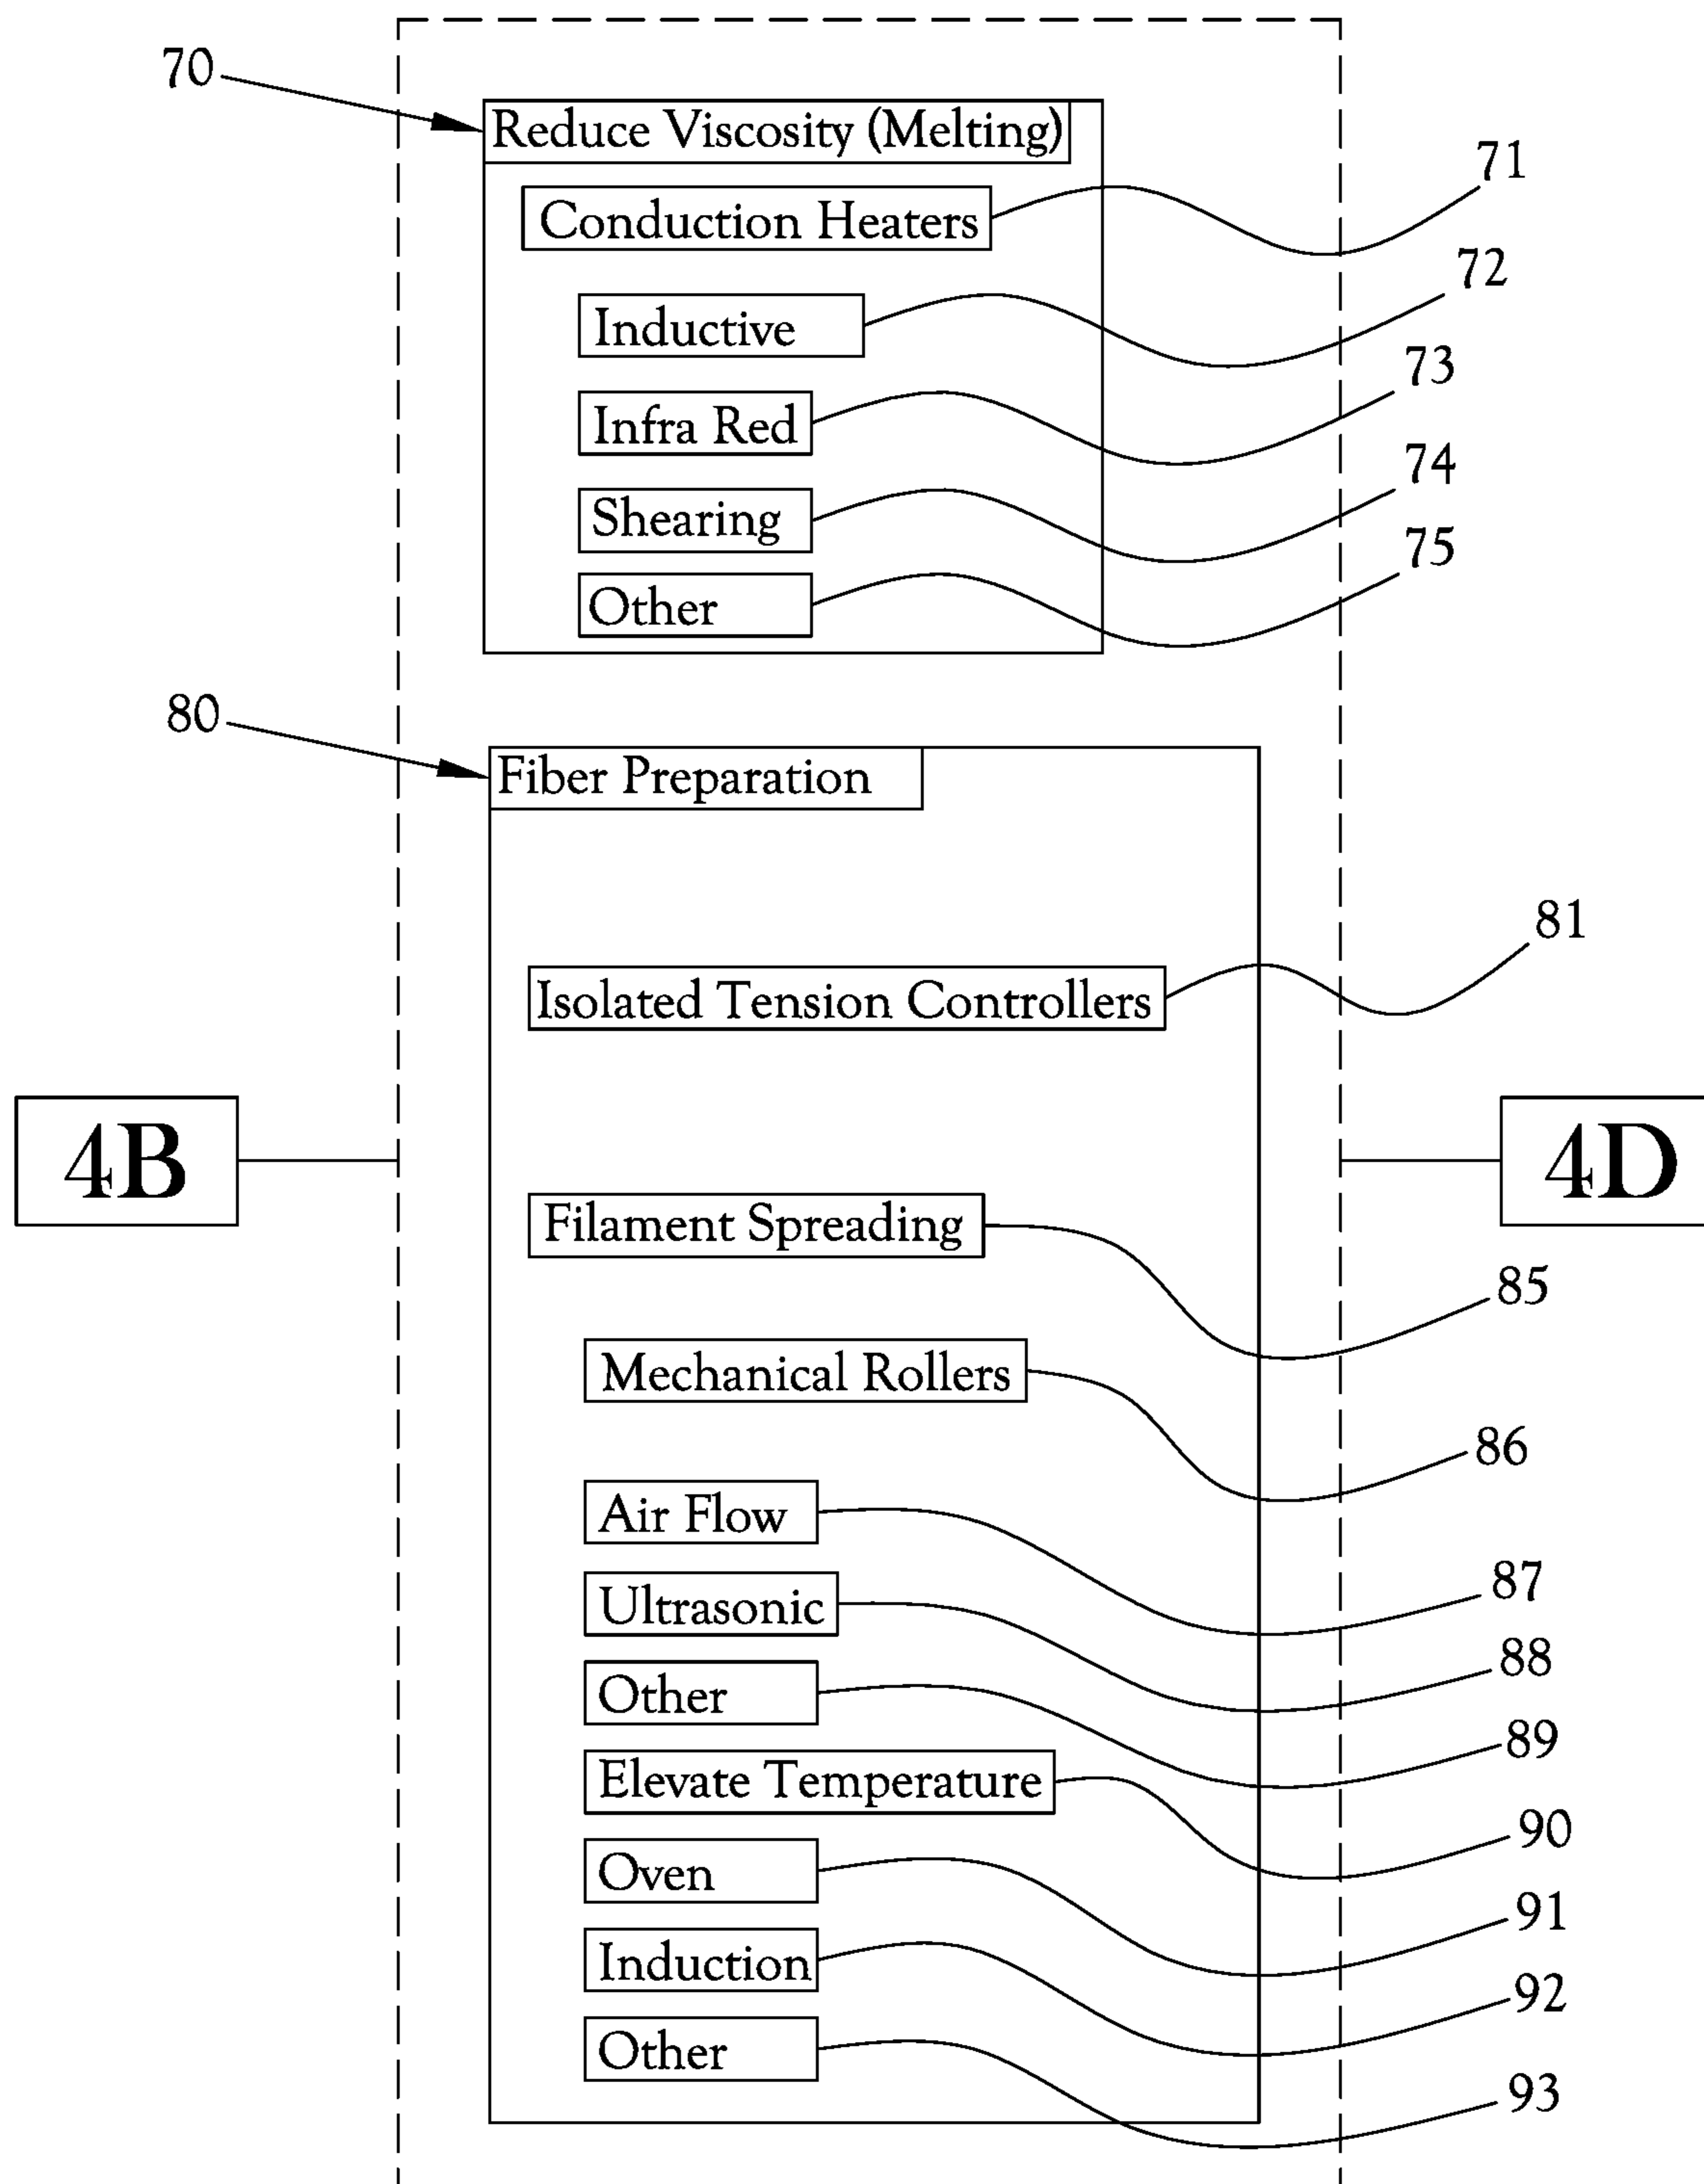 70
Reduce Viscosity (Melting)
71
Conduction Heaters
72
Inductive
73
Infra Red
74
Shearing
75
Other
80
Fiber Preparation
81
Isolated Tension Controllers
4B
4D
Filament Spreading
85
Mechanical Rollers
86
Air Flow
87
Ultrasonic
88
Other
89
Elevate Temperature
90
Oven
91
Induction
92
Other
93